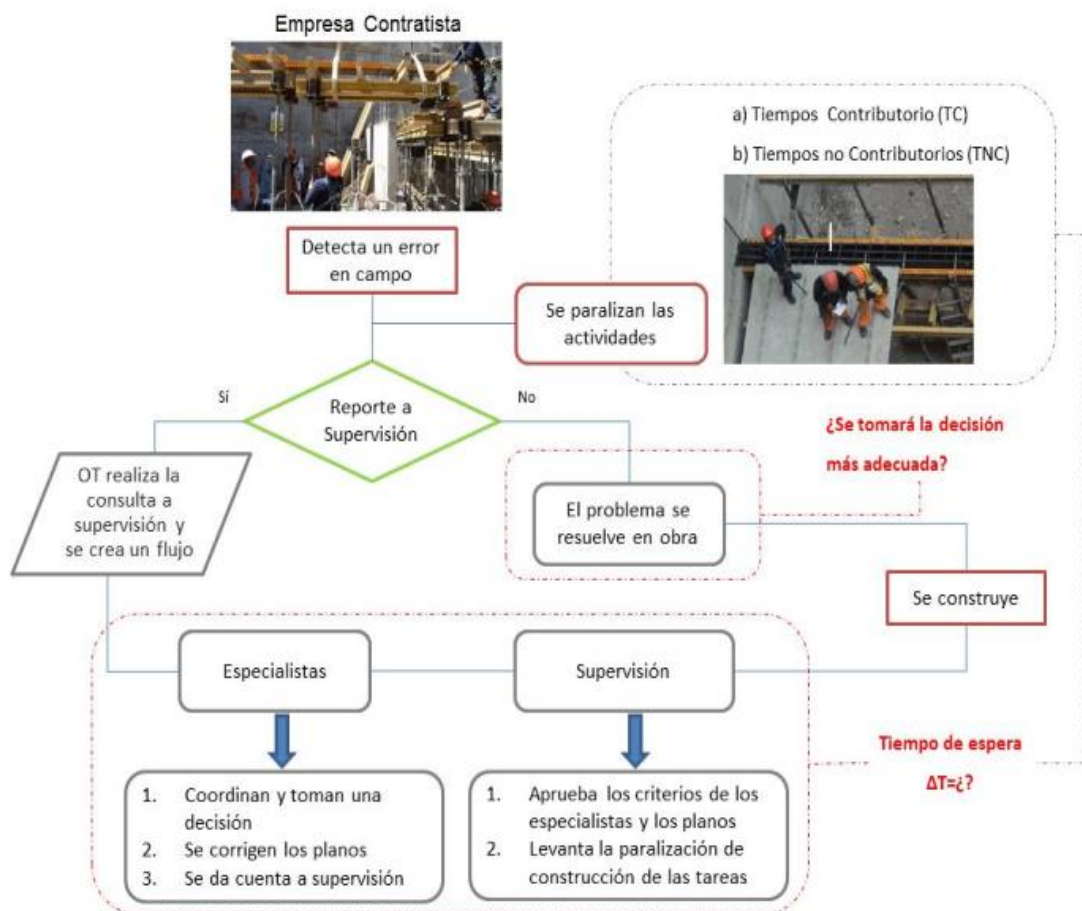 Empresa Contratista
a) Tiempos Contributorio (TC)
b) Tiempos no Contributorios (TNC)
Detecta un error
en campo
Se paralizan las
actividades
Sí
Reporte a
Supervisión
No
¿Se tomará la decisión
más adecuada?
OT realiza la
consulta a
supervisión y
se crea un flujo
El problema se
resuelve en obra
Se construye
Especialistas
Supervisión
Tiempo de espera
ΔT=¿?
1. Coordinan y toman una
decisión
2. Se corrigen los planos
3. Se da cuenta a supervisión
1. Aprueba los criterios de los
especialistas y los planos
2. Levanta la paralización de
construcción de las tareas